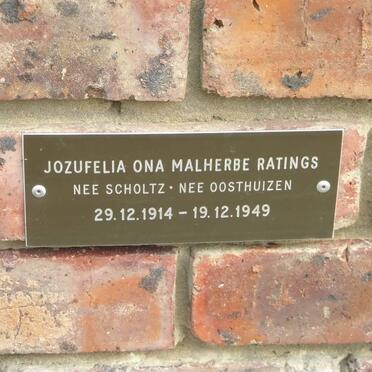 JOZUFELIA ONA MALHERBE RATINGS
NEE SCHOLTZ · NEE OOSTHUIZEN
29.12.1914 – 19.12.1949